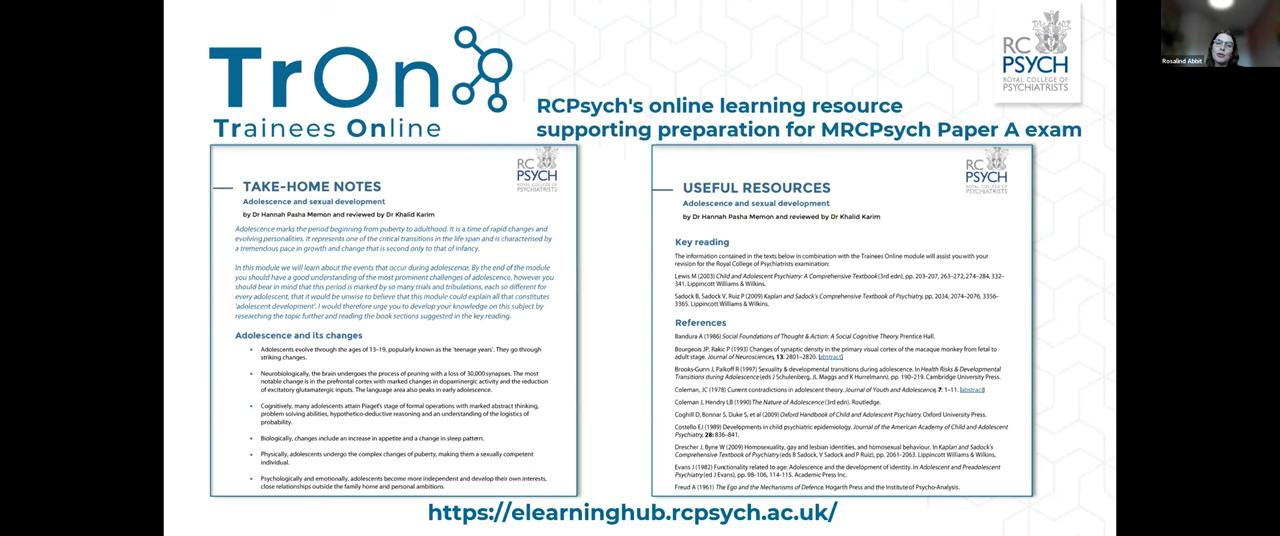 TrOn
Trainees Online
RC
PSYCH
ROYAL COLLEGE OF
PSYCHIATRISTS
Rosalind Abbit
RCPsych's online learning resource
supporting preparation for MRCPsych Paper A exam
RC
PSYCH
ROYAL COLLEGE OF
PSYCHIATRISTS
TAKE-HOME NOTES
Adolescence and sexual development
by Dr Hannah Pasha Memon and reviewed by Dr Khalid Karim
Adolescence marks the period beginning from puberty to adulthood. It is a time of rapid changes and
evolving personalities. It represents one of the critical transitions in the life span and is characterised by
a tremendous pace in growth and change that is second only to that of infancy.
In this module we will learn about the events that occur during adolescence. By the end of the module
you should have a good understanding of the most prominent challenges of adolescence, however you
should bear in mind that this period is marked by so many trials and tribulations, each so different for
every adolescent, that it would be unwise to believe that this module could explain all that constitutes
'adolescent development'. I would therefore urge you to develop your knowledge on this subject by
researching the topic further and reading the book sections suggested in the key reading.
Adolescence and its changes
• Adolescents evolve through the ages of 13–19, popularly known as the 'teenage years'. They go through
striking changes.
• Neurobiologically, the brain undergoes the process of pruning with a loss of 30,000 synapses. The most
notable change is in the prefrontal cortex with marked changes in dopaminergic activity and the reduction
of excitatory glutamatergic inputs. The language area also peaks in early adolescence.
• Cognitively, many adolescents attain Piaget's stage of formal operations with marked abstract thinking,
problem solving abilities, hypothetico-deductive reasoning and an understanding of the logistics of
probability.
• Biologically, changes include an increase in appetite and a change in sleep pattern.
• Physically, adolescents undergo the complex changes of puberty, making them a sexually competent
individual.
• Psychologically and emotionally, adolescents become more independent and develop their own interests,
close relationships outside the family home and personal ambitions.
RC
PSYCH
ROYAL COLLEGE OF
PSYCHIATRISTS
USEFUL RESOURCES
Adolescence and sexual development
by Dr Hannah Pasha Memon and reviewed by Dr Khalid Karim
Key reading
The information contained in the texts below in combination with the Trainees Online module will assist you with your
revision for the Royal College of Psychiatrists examination:
Lewis M (2003) Child and Adolescent Psychiatry: A Comprehensive Textbook (3rd edn), pp. 203–207, 263–272, 274–284, 332–
341. Lippincott Williams & Wilkins.
Sadock B, Sadock V, Ruiz P (2009) Kaplan and Sadock's Comprehensive Textbook of Psychiatry, pp. 2034, 2074–2076, 3356–
3365. Lippincott Williams & Wilkins.
References
Bandura A (1986) Social Foundations of Thought & Action: A Social Cognitive Theory. Prentice Hall.
Bourgeois JP, Rakic P (1993) Changes of synaptic density in the primary visual cortex of the macaque monkey from fetal to
adult stage. Journal of Neurosciences, 13: 2801–2820. [abstract]
Brooks-Gunn J, Paikoff R (1997) Sexuality & developmental transitions during adolescence. In Health Risks & Developmental
Transitions during Adolescence (eds J Schulenberg, JL Maggs and K Hurrelmann), pp. 190–219. Cambridge University Press.
Coleman, JC (1978) Current contradictions in adolescent theory. Journal of Youth and Adolescence, 7: 1–11. [abstract]
Coleman J, Hendry LB (1990) The Nature of Adolescence (3rd edn). Routledge.
Coghill D, Bonnar S, Duke S, et al (2009) Oxford Handbook of Child and Adolescent Psychiatry. Oxford University Press.
Costello EJ (1989) Developments in child psychiatric epidemiology. Journal of the American Academy of Child and Adolescent
Psychiatry, 28: 836–841.
Drescher J, Byne W (2009) Homosexuality, gay and lesbian identities, and homosexual behaviour. In Kaplan and Sadock's
Comprehensive Textbook of Psychiatry (eds B Sadock, V Sadock and P Ruiz), pp. 2061–2063. Lippincott Williams & Wilkins.
Evans J (1982) Functionality related to age: Adolescence and the development of identity. In Adolescent and Preadolescent
Psychiatry (ed J Evans), pp. 98–106, 114–115. Academic Press Inc.
Freud A (1961) The Ego and the Mechanisms of Defence. Hogarth Press and the Institute of Psycho-Analysis.
https://elearninghub.rcpsych.ac.uk/